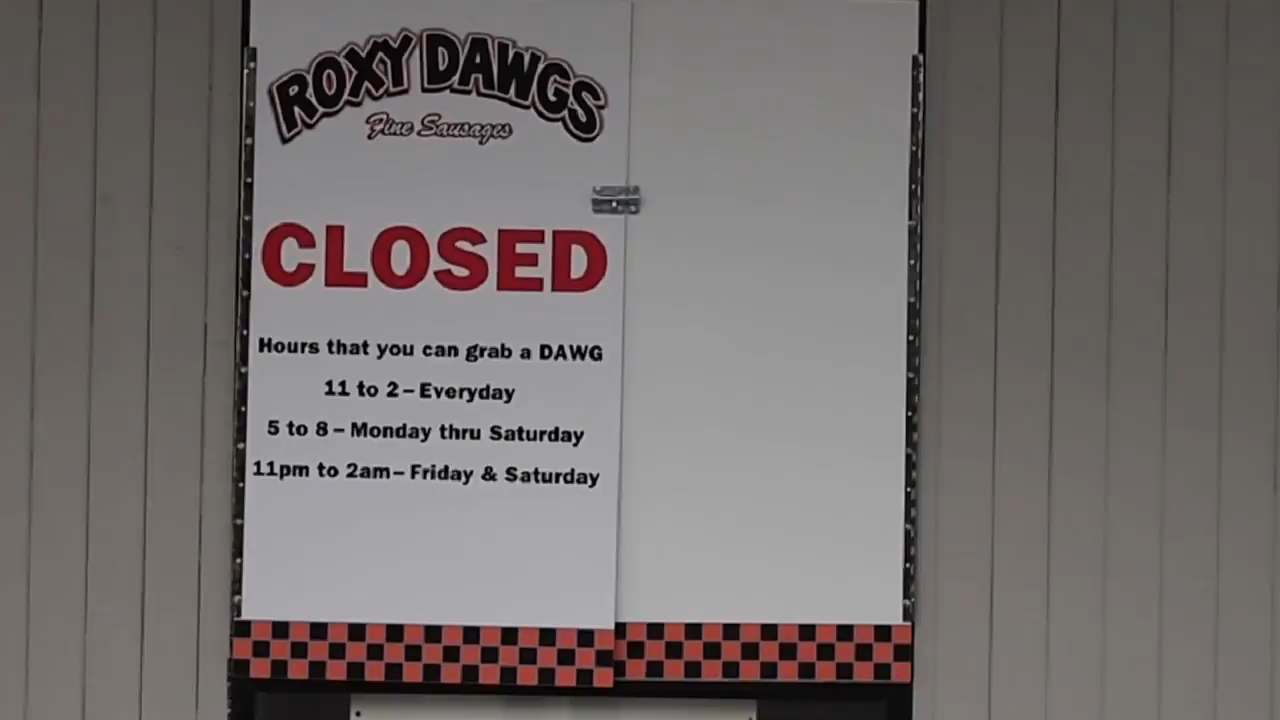 ROXY DAWGS
Fine Sausages
CLOSED
Hours that you can grab a DAWG
11 to 2 – Everyday
5 to 8 – Monday thru Saturday
11pm to 2am – Friday & Saturday